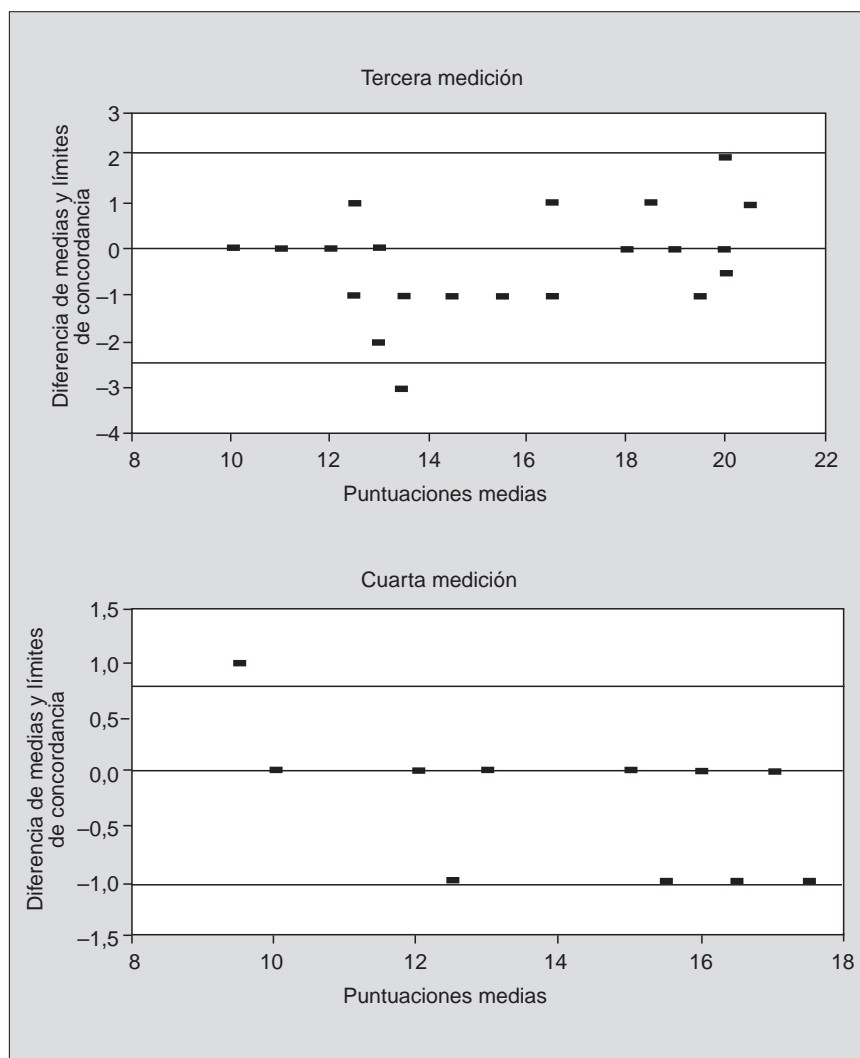 Tercera medición
Diferencia de medias y límites
de concordancia
3
2
1
0
–1
–2
–3
–4
8 10 12 14 16 18 20 22
Puntuaciones medias
Cuarta medición
Diferencia de medias y límites
de concordancia
1,5
1,0
0,5
0,0
–0,5
–1,0
–1,5
8 10 12 14 16 18
Puntuaciones medias